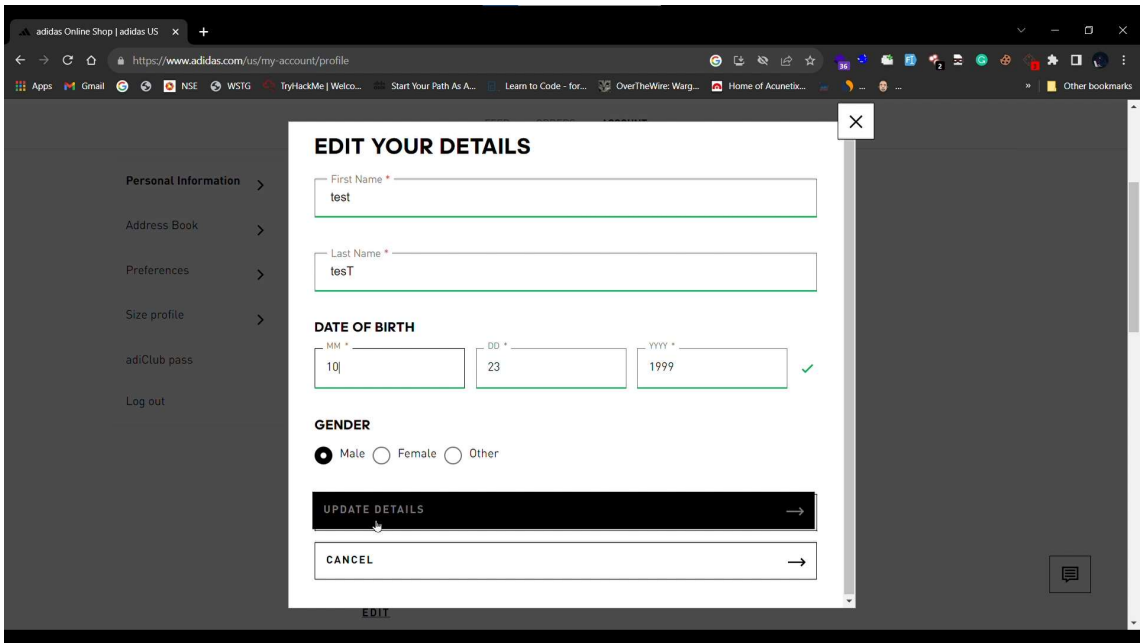 adidas Online Shop | adidas US
https://www.adidas.com/us/my-account/profile
36
2
Apps Gmail NSE WSTG TryHackMe | Welco... Start Your Path As A... Learn to Code - for... OverTheWire: Warg... Home of Acunetix... ... ... » Other bookmarks
ACCOUNT
EDIT YOUR DETAILS
Personal Information
First Name *
test
Address Book
Last Name *
tesT
Preferences
Size profile
DATE OF BIRTH
MM * DD * YYYY *
10 23 1999
adiClub pass
Log out
GENDER
Male Female Other
UPDATE DETAILS
CANCEL
EDIT